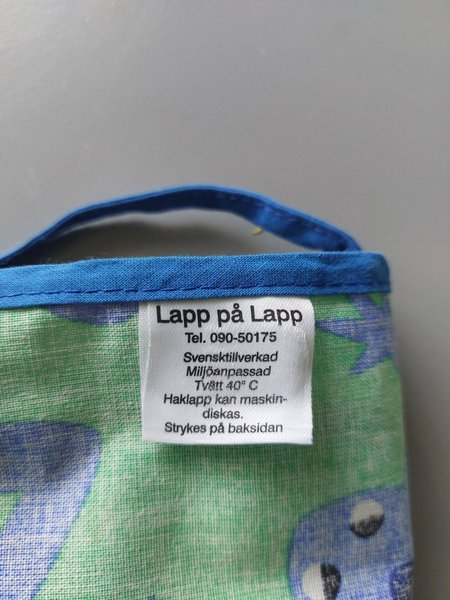 Lapp på Lapp
Tel. 090-50175
Svensktillverkad
Miljöanpassad
Tvätt 40° C
Haklapp kan maskin-
diskas.
Strykes på baksidan